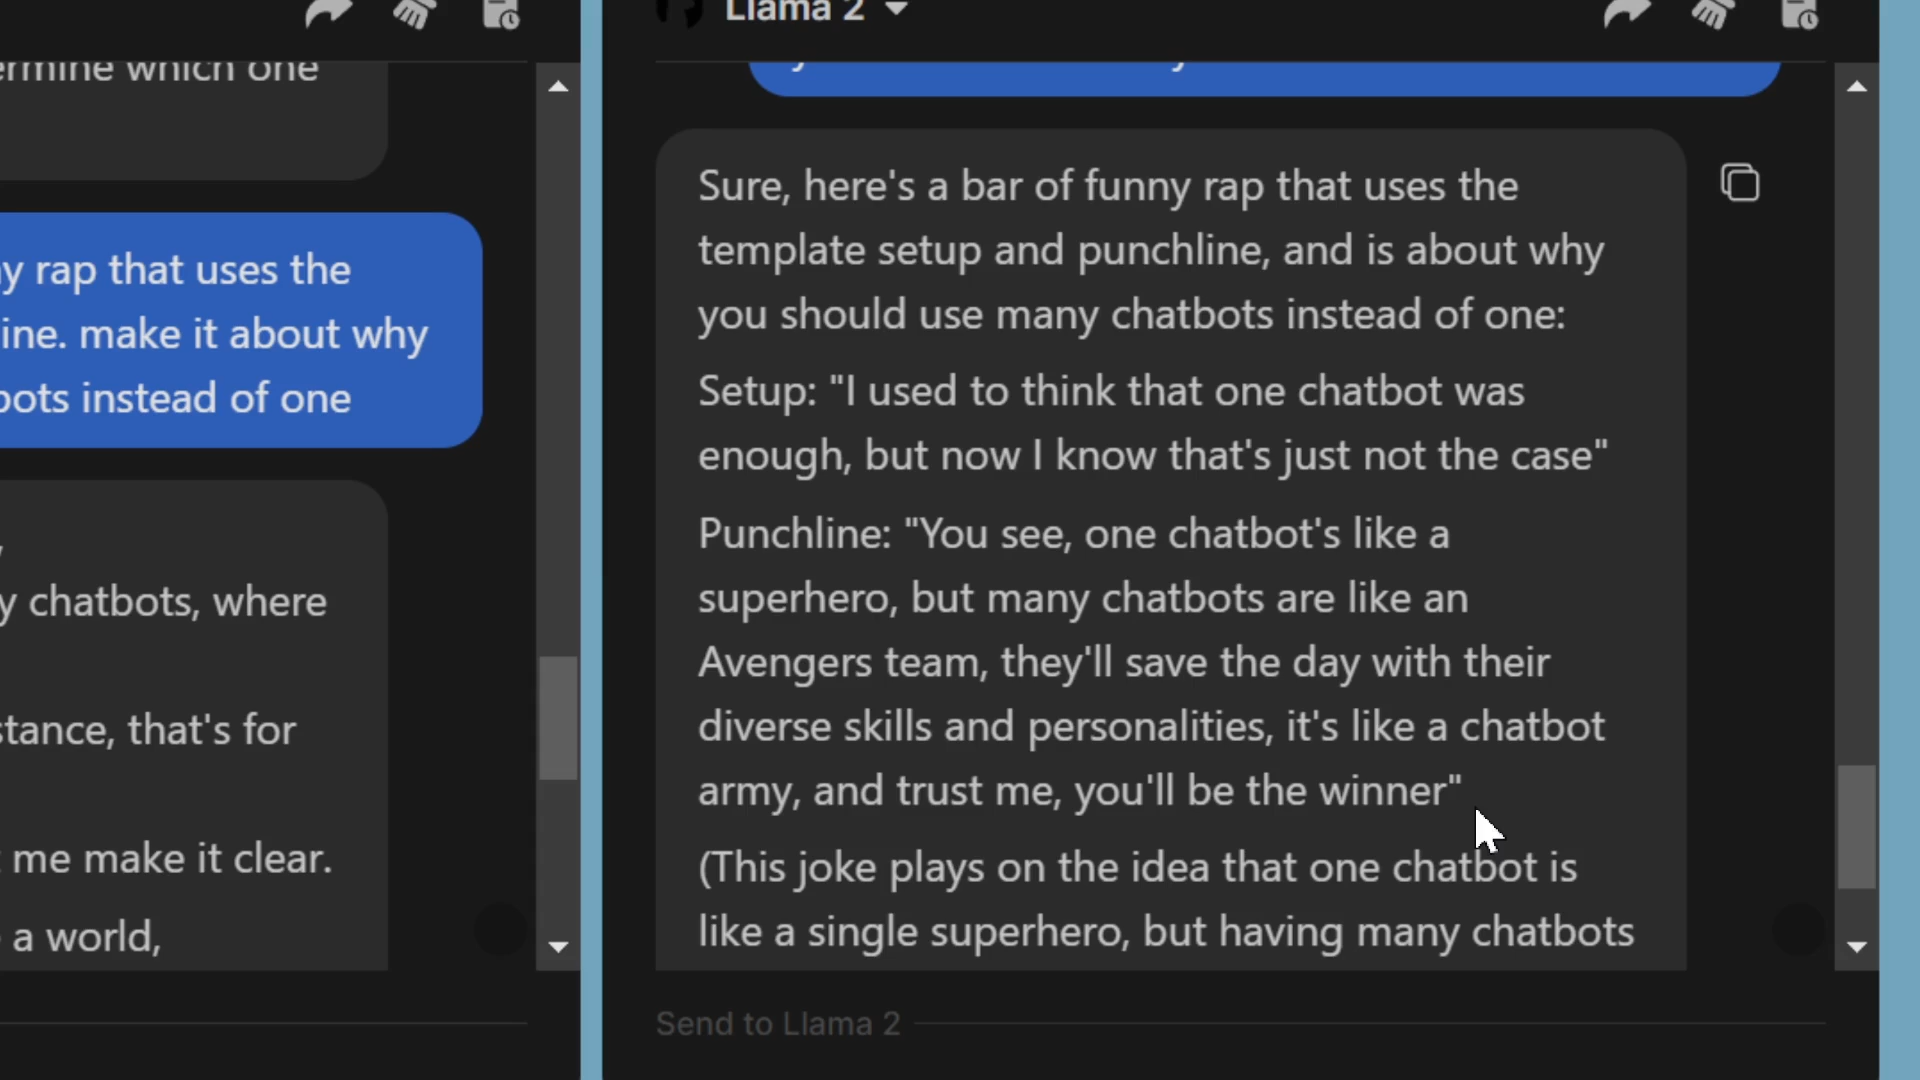 which one
y rap that uses the
ine. make it about why
bots instead of one
y chatbots, where
stance, that's for
me make it clear.
a world,
Llama 2
Sure, here's a bar of funny rap that uses the
template setup and punchline, and is about why
you should use many chatbots instead of one:
Setup: "I used to think that one chatbot was
enough, but now I know that's just not the case"
Punchline: "You see, one chatbot's like a
superhero, but many chatbots are like an
Avengers team, they'll save the day with their
diverse skills and personalities, it's like a chatbot
army, and trust me, you'll be the winner"
(This joke plays on the idea that one chatbot is
like a single superhero, but having many chatbots
Send to Llama 2